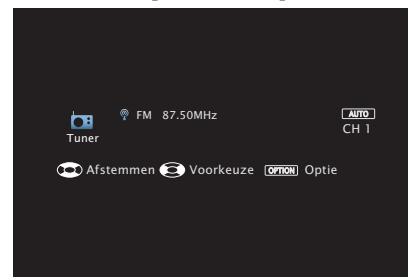 FM 87.50MHz
AUTO
CH 1
Tuner
Afstemmen Voorkeuze OPTION Optie